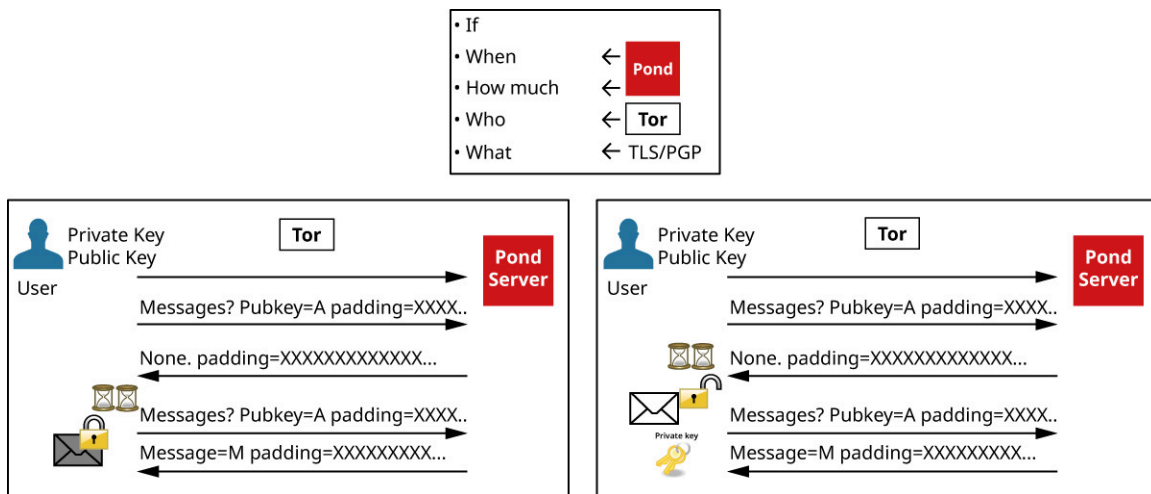 • If
• When ← Pond
• How much ←
• Who ← Tor
• What ← TLS/PGP
Private Key
Public Key
User
Tor
Pond
Server
Messages? Pubkey=A padding=XXXX..
None. padding=XXXXXXXXXXXXX...
Messages? Pubkey=A padding=XXXX..
Message=M padding=XXXXXXXXX...
Private Key
Public Key
User
Tor
Pond
Server
Messages? Pubkey=A padding=XXXX..
None. padding=XXXXXXXXXXXXX...
Messages? Pubkey=A padding=XXXX..
Private key
Message=M padding=XXXXXXXXX...